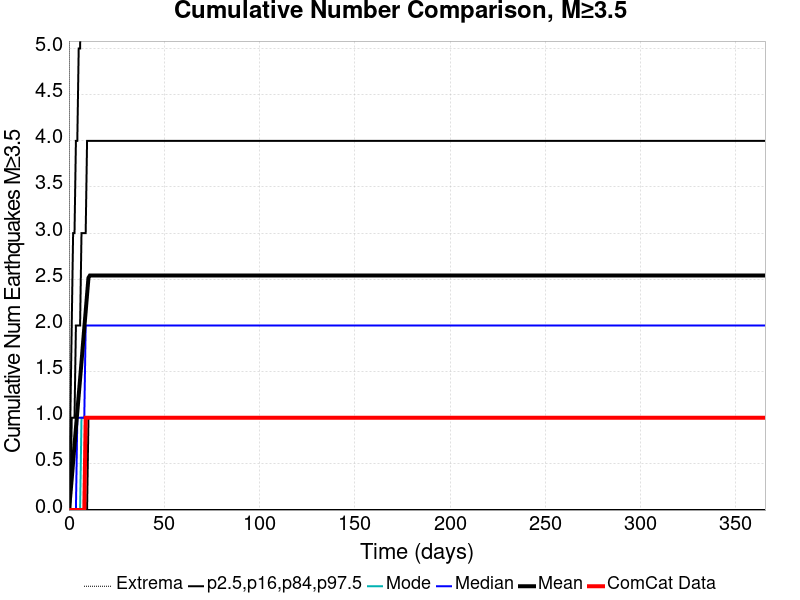 Cumulative Number Comparison, M≥3.5
Cumulative Num Earthquakes M≥3.5
5.0
4.5
4.0
3.5
3.0
2.5
2.0
1.5
1.0
0.5
0.0
0 50 100 150 200 250 300 350
Time (days)
Extrema p2.5,p16,p84,p97.5 Mode Median Mean ComCat Data